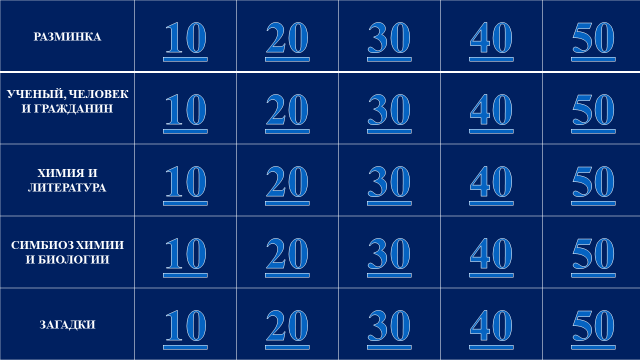 РАЗМИНКА 10 20 30 40 50
УЧЕНЫЙ, ЧЕЛОВЕК
И ГРАЖДАНИН 10 20 30 40 50
ХИМИЯ И
ЛИТЕРАТУРА 10 20 30 40 50
СИМБИОЗ ХИМИИ
И БИОЛОГИИ 10 20 30 40 50
ЗАГАДКИ 10 20 30 40 50